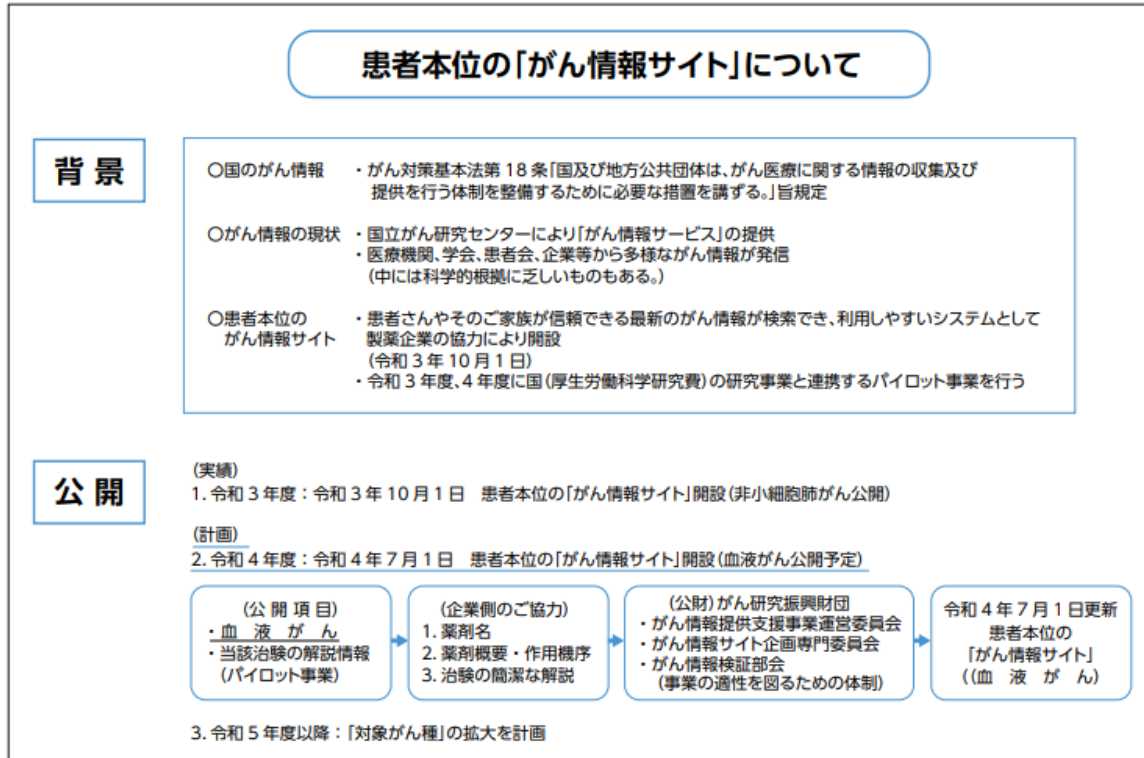 患者本位の「がん情報サイト」について
背景
〇国のがん情報 ・がん対策基本法第18条「国及び地方公共団体は、がん医療に関する情報の収集及び
提供を行う体制を整備するために必要な措置を講ずる。」旨規定
〇がん情報の現状 ・国立がん研究センターにより「がん情報サービス」の提供
・医療機関、学会、患者会、企業等から多様ながん情報が発信
(中には科学的根拠に乏しいものもある。)
〇患者本位の ・患者さんやそのご家族が信頼できる最新のがん情報が検索でき、利用しやすいシステムとして
がん情報サイト 製薬企業の協力により開設
(令和3年10月1日)
・令和3年度、4年度に国(厚生労働科学研究費)の研究事業と連携するパイロット事業を行う
公開
(実績)
1. 令和3年度:令和3年10月1日 患者本位の「がん情報サイト」開設(非小細胞肺がん公開)
(計画)
2. 令和4年度:令和4年7月1日 患者本位の「がん情報サイト」開設(血液がん公開予定)
(公開項目)
・血液がん
・当該治験の解説情報
(パイロット事業)
(企業側のご協力)
1. 薬剤名
2. 薬剤概要・作用機序
3. 治験の簡潔な解説
(公財)がん研究振興財団
・がん情報提供支援事業運営委員会
・がん情報サイト企画専門委員会
・がん情報検証部会
(事業の適性を図るための体制)
令和4年7月1日更新
患者本位の
「がん情報サイト」
((血液がん)
3. 令和5年度以降:「対象がん種」の拡大を計画